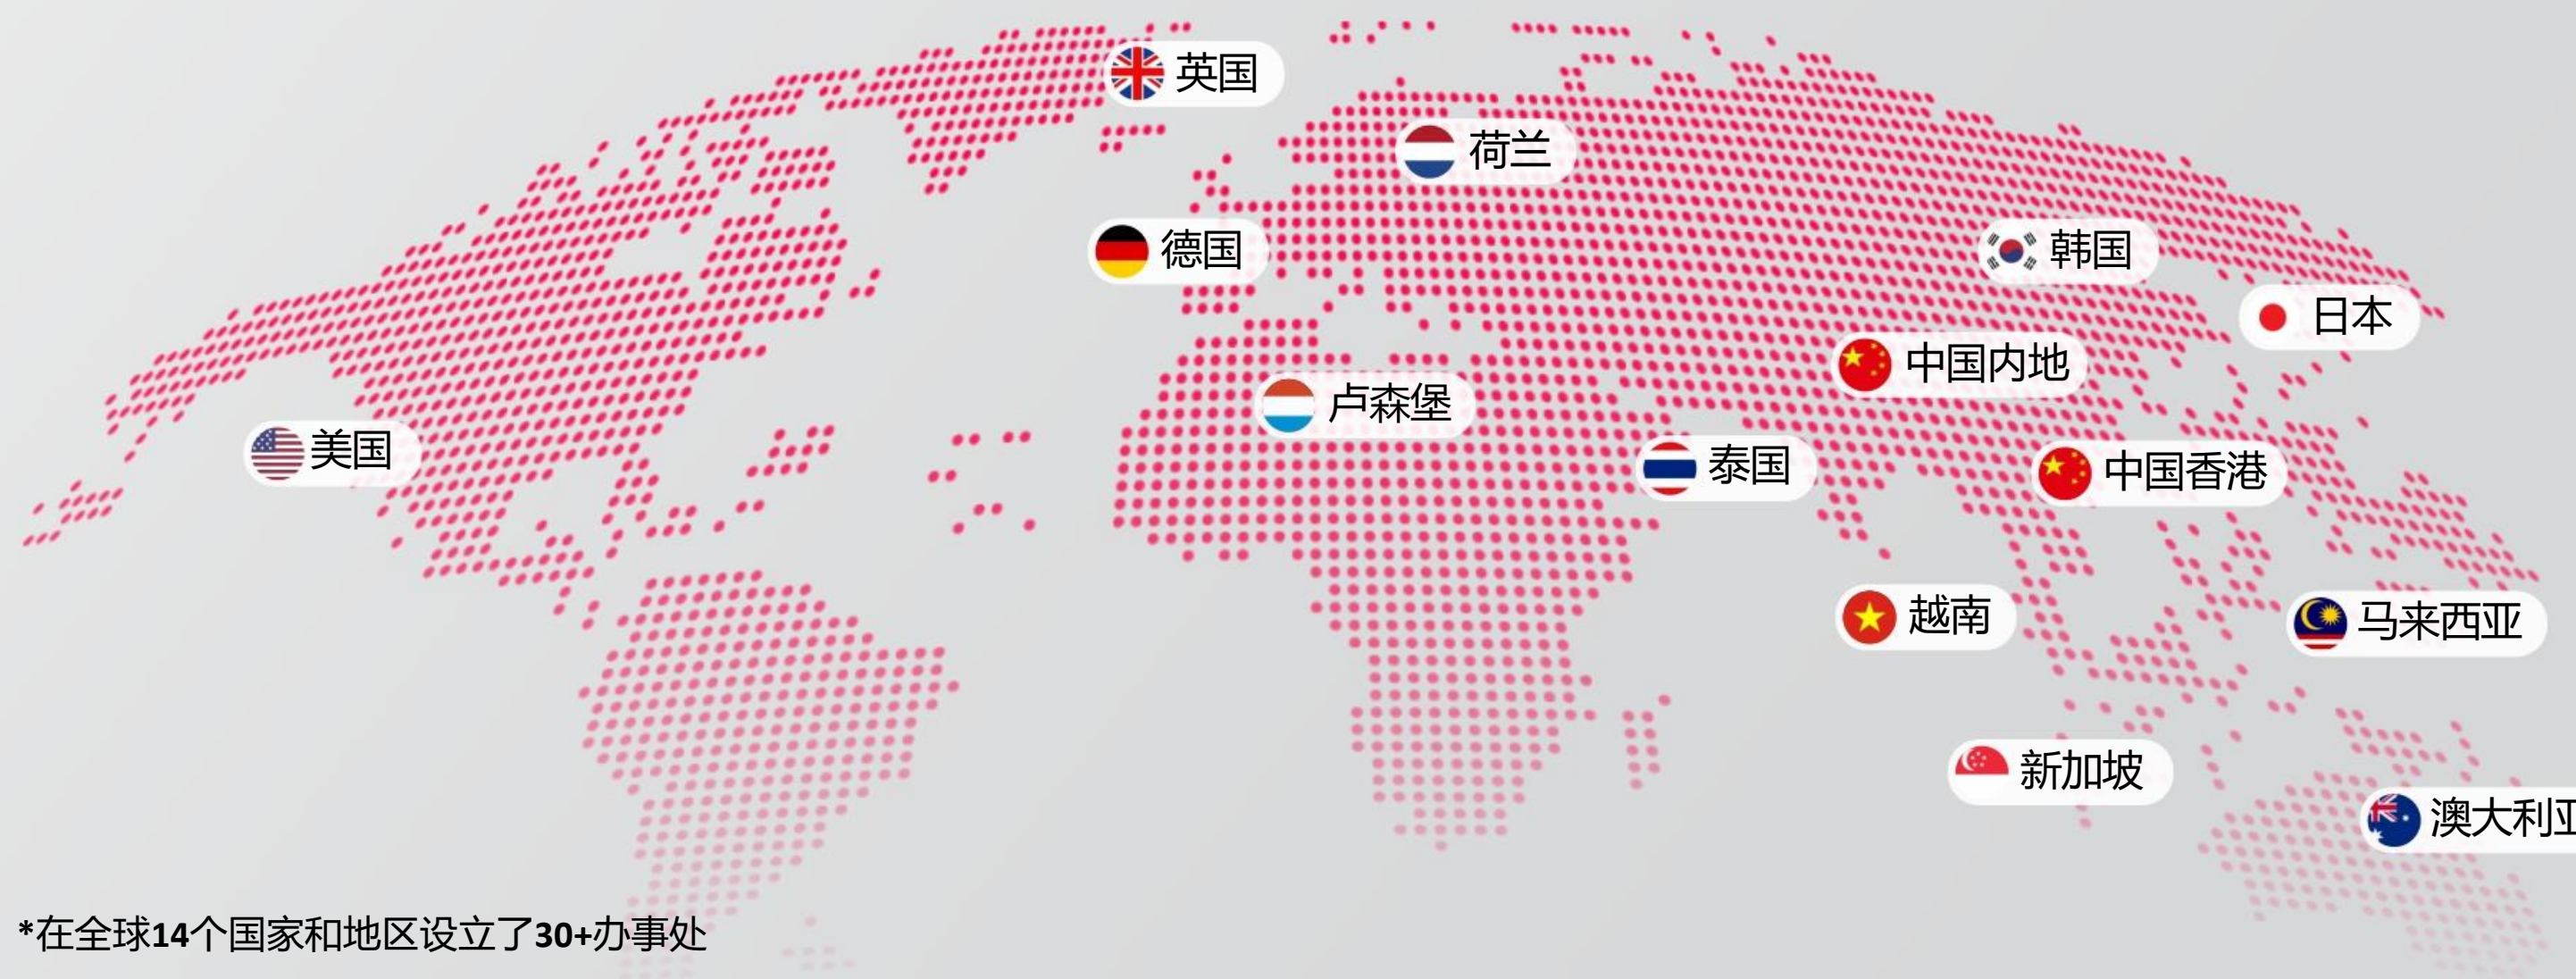 英国
荷兰
德国
韩国
日本
中国内地
卢森堡
美国
泰国
中国香港
越南
马来西亚
新加坡
澳大利亚
*在全球14个国家和地区设立了30+办事处